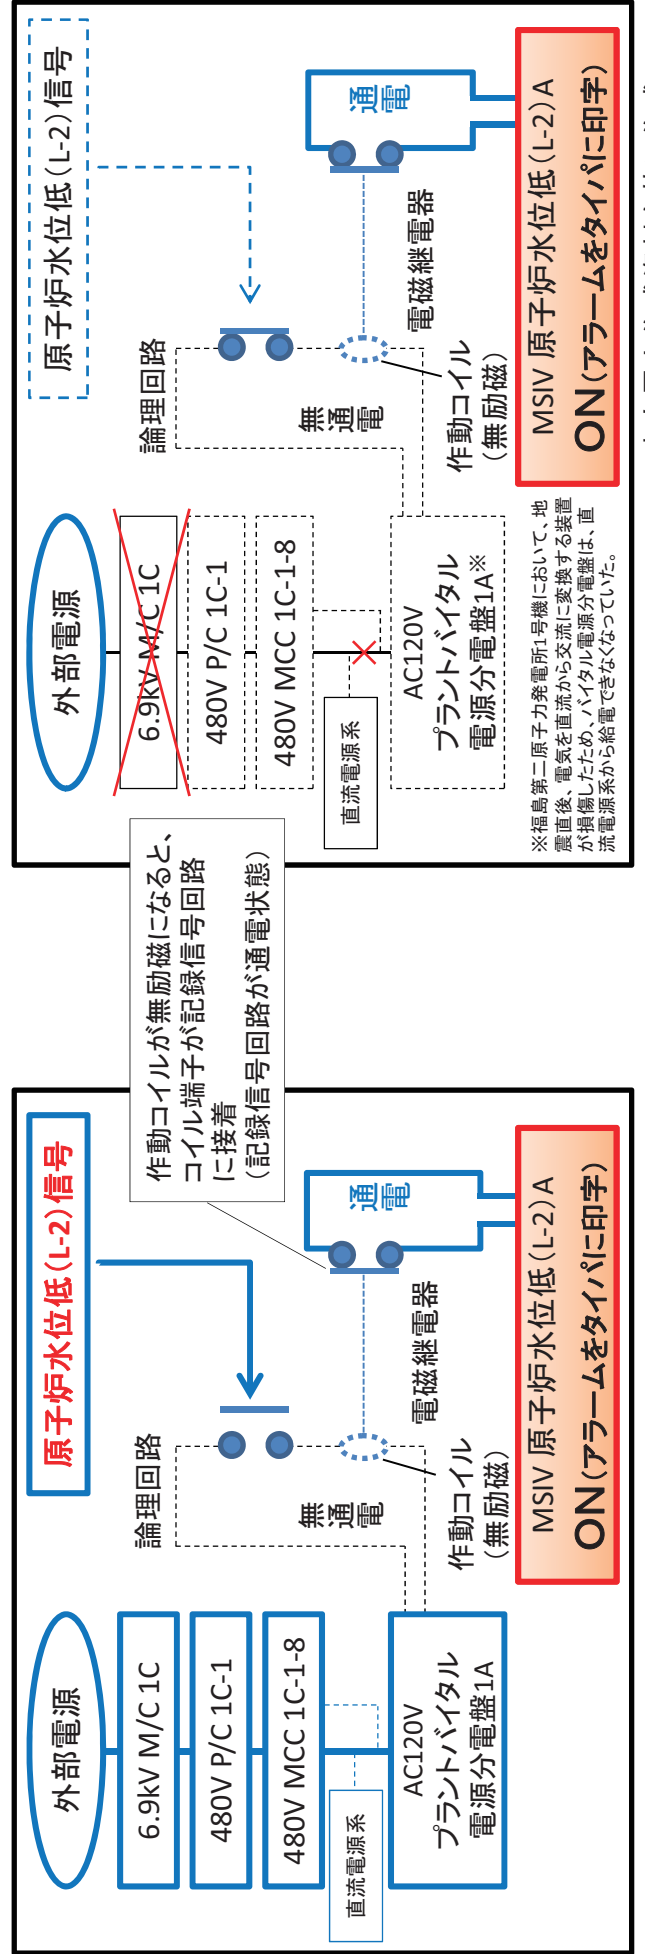 原子炉水位低(L-2)信号
外部電源
6.9kV M/C 1C
480V P/C 1C-1
480V MCC 1C-1-8
直流電源系
AC120V
プラントバイタル
電源分電盤1A
論理回路
無
通電
作動コイル
(無励磁)
電磁継電器
通電
MSIV 原子炉水位低(L-2)A
ON(アラームをタイパに印字)
作動コイルが無励磁になると、
コイル端子が記録信号回路
に接着
(記録信号回路が通電状態)
原子炉水位低(L-2)信号
外部電源
6.9kV M/C 1C
480V P/C 1C-1
480V MCC 1C-1-8
直流電源系
AC120V
プラントバイタル
電源分電盤1A※
論理回路
無
通電
作動コイル
(無励磁)
電磁継電器
通電
MSIV 原子炉水位低(L-2)A
ON(アラームをタイパに印字)
※福島第二原子力発電所1号機において、地
震直後、電気を直流から交流に変換する装置
が損傷したため、バイタル電源分電盤は、直
流電源系から給電できなくなっていた。